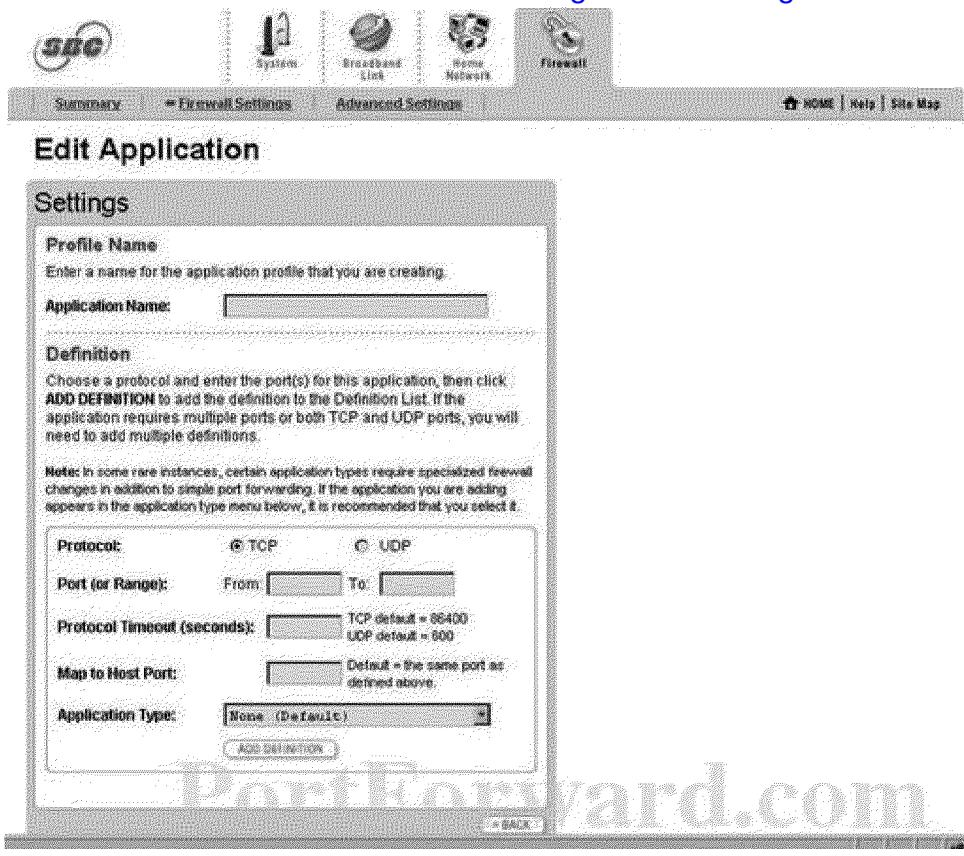 SBC
System
Broadband Link
Home Network
Firewall
Summary
Firewall Settings
Advanced Settings
HOME | Help | Site Map
Edit Application
Settings
Profile Name
Enter a name for the application profile that you are creating.
Application Name:
Definition
Choose a protocol and enter the port(s) for this application, then click
ADD DEFINITION to add the definition to the Definition List. If the
application requires multiple ports or both TCP and UDP ports, you will
need to add multiple definitions.
Note: In some rare instances, certain application types require specialized firewall
changes in addition to simple port forwarding. If the application you are adding
appears in the application type menu below, it is recommended that you select it.
Protocol: TCP UDP
Port (or Range): From: To:
Protocol Timeout (seconds): TCP default = 86400
UDP default = 600
Map to Host Port: Default = the same port as
defined above.
Application Type: None (Default)
ADD DEFINITION
PortForward.com
BACK